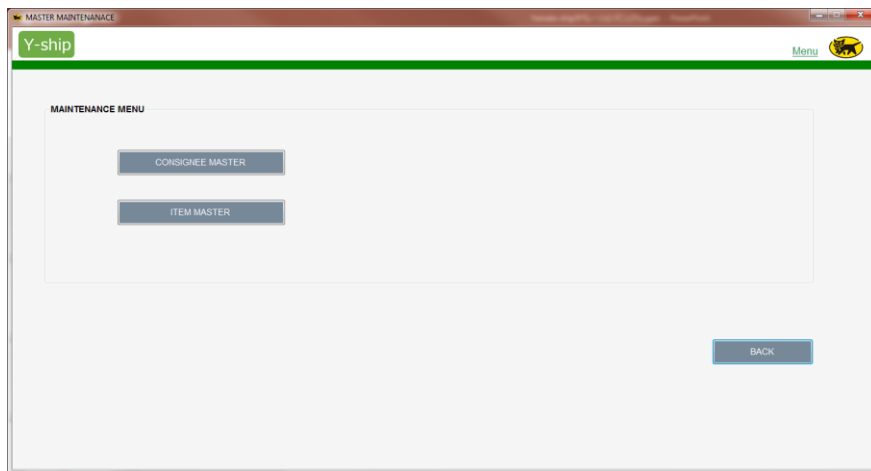 MASTER MAINTENANACE
Y-ship
Menu
MAINTENANCE MENU
CONSIGNEE MASTER
ITEM MASTER
BACK